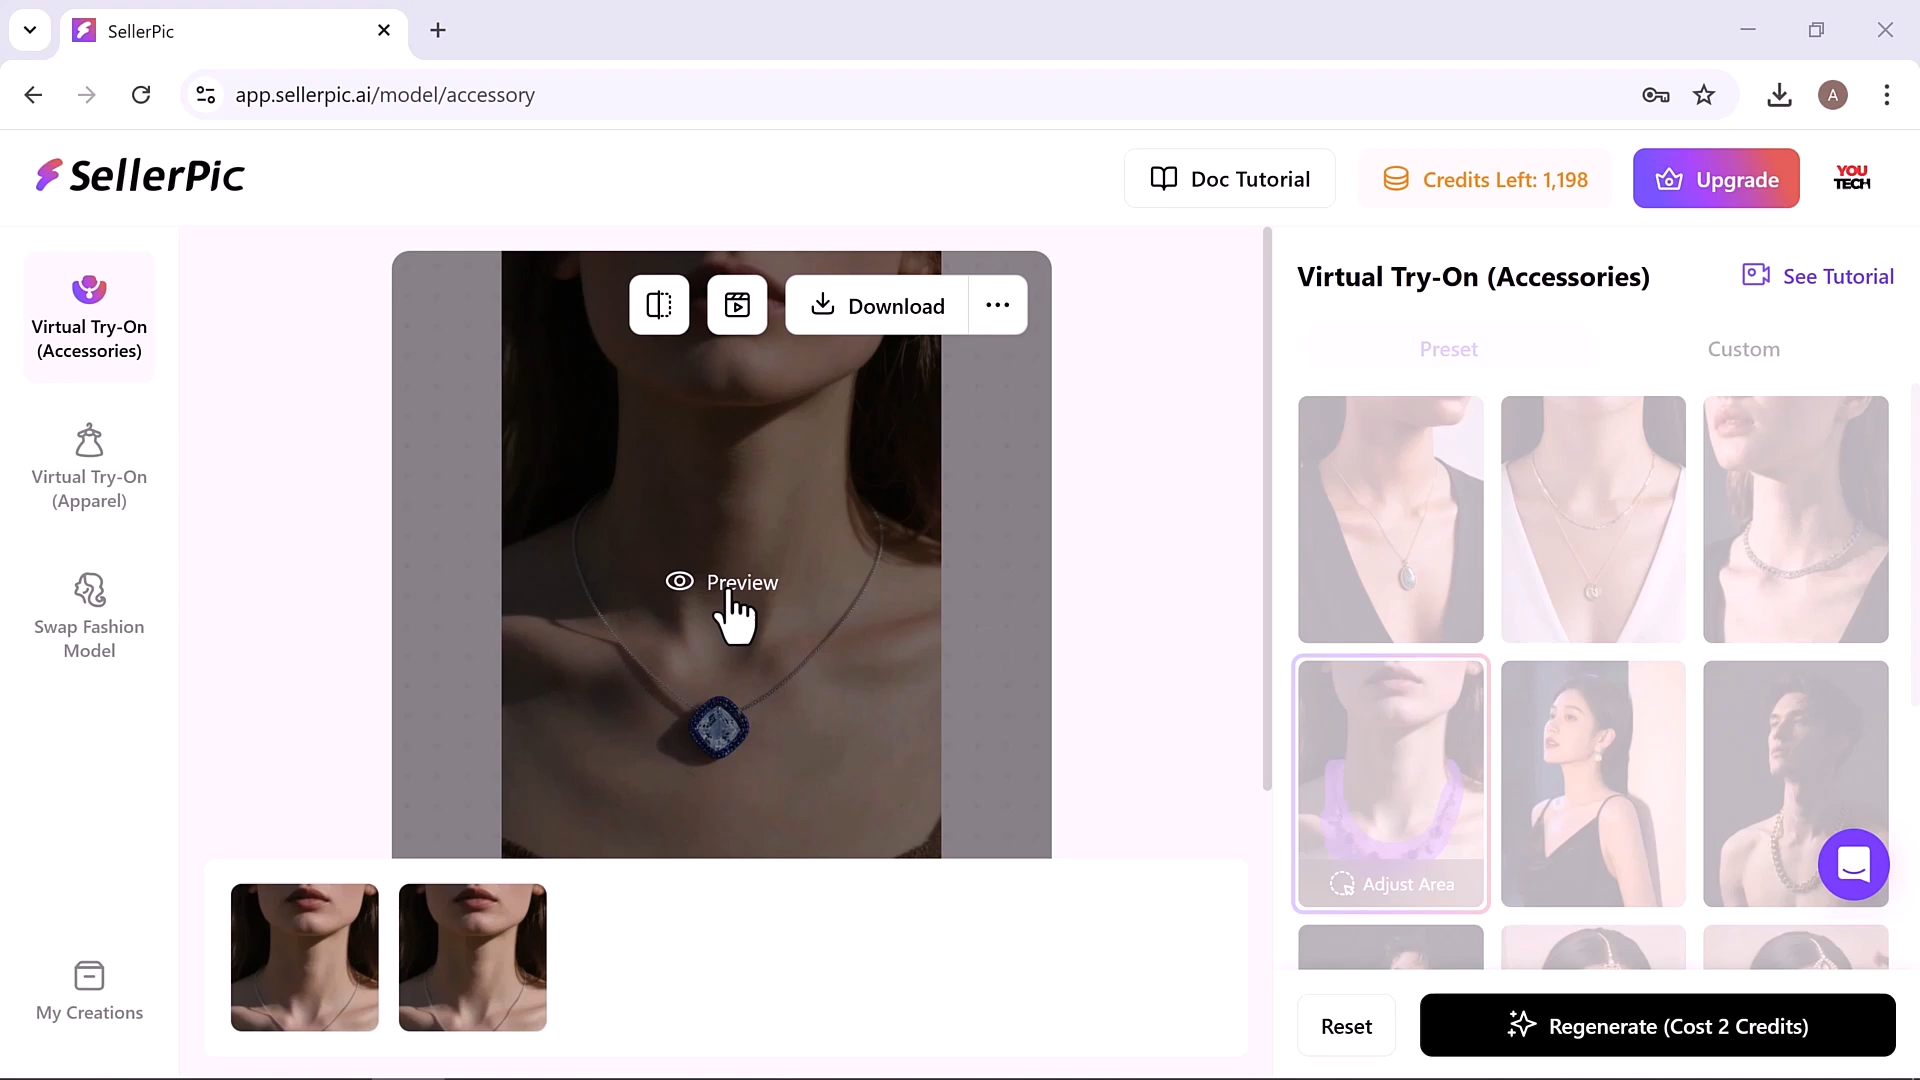 SellerPic
app.sellerpic.ai/model/accessory
A
SellerPic
Doc Tutorial
Credits Left: 1,198
Upgrade
YOU
TECH
Virtual Try-On
(Accessories)
Virtual Try-On
(Apparel)
Swap Fashion
Model
My Creations
Download
Preview
Virtual Try-On (Accessories)
See Tutorial
Preset
Custom
Adjust Area
Reset
Regenerate (Cost 2 Credits)